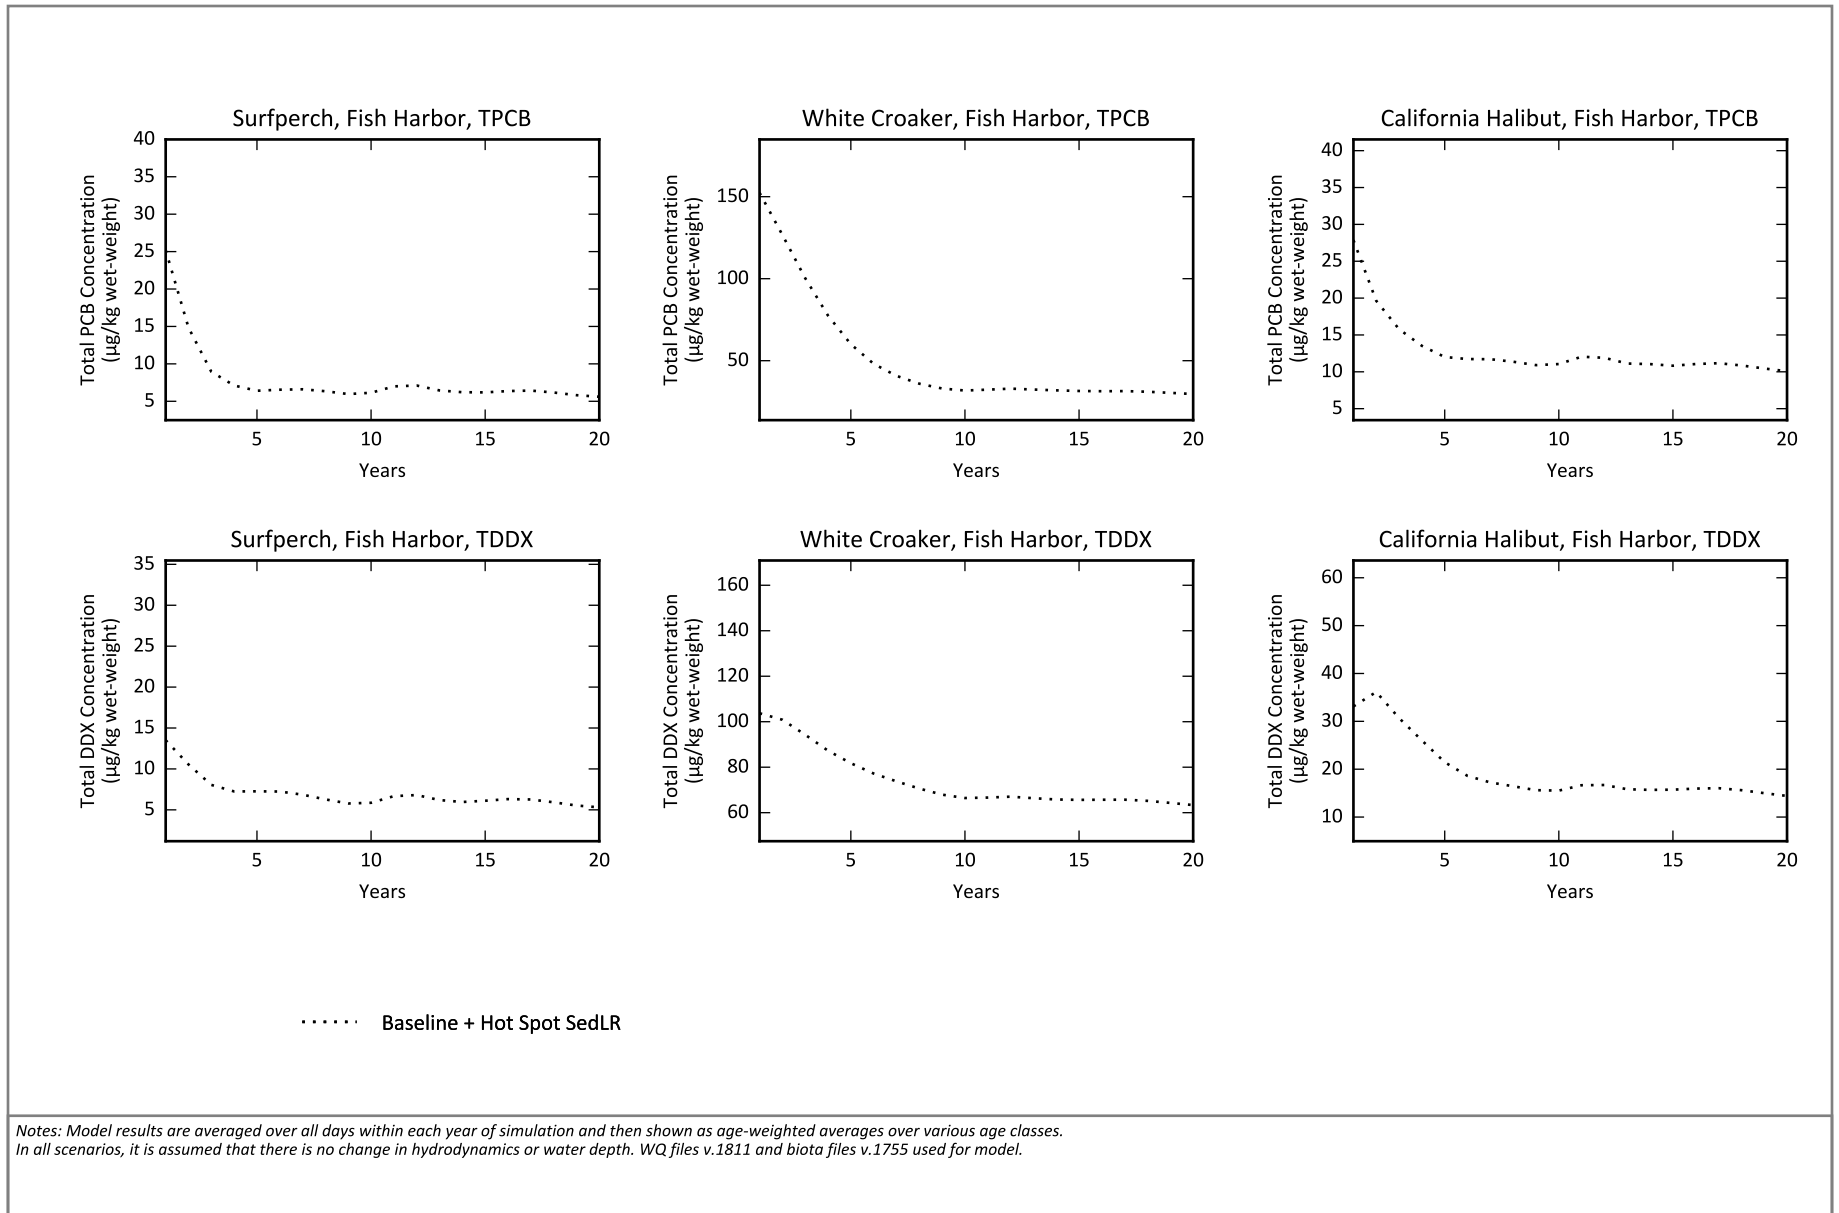 Surfperch, Fish Harbor, TPCB
Total PCB Concentration
(µg/kg wet-weight)
40
35
30
25
20
15
10
5
5 10 15 20
Years
White Croaker, Fish Harbor, TPCB
Total PCB Concentration
(µg/kg wet-weight)
150
100
50
5 10 15 20
Years
California Halibut, Fish Harbor, TPCB
Total PCB Concentration
(µg/kg wet-weight)
40
35
30
25
20
15
10
5
5 10 15 20
Years
Surfperch, Fish Harbor, TDDX
Total DDX Concentration
(µg/kg wet-weight)
35
30
25
20
15
10
5
5 10 15 20
Years
White Croaker, Fish Harbor, TDDX
Total DDX Concentration
(µg/kg wet-weight)
160
140
120
100
80
60
5 10 15 20
Years
California Halibut, Fish Harbor, TDDX
Total DDX Concentration
(µg/kg wet-weight)
60
50
40
30
20
10
5 10 15 20
Years
Baseline + Hot Spot SedLR
Notes: Model results are averaged over all days within each year of simulation and then shown as age-weighted averages over various age classes.
In all scenarios, it is assumed that there is no change in hydrodynamics or water depth. WQ files v.1811 and biota files v.1755 used for model.